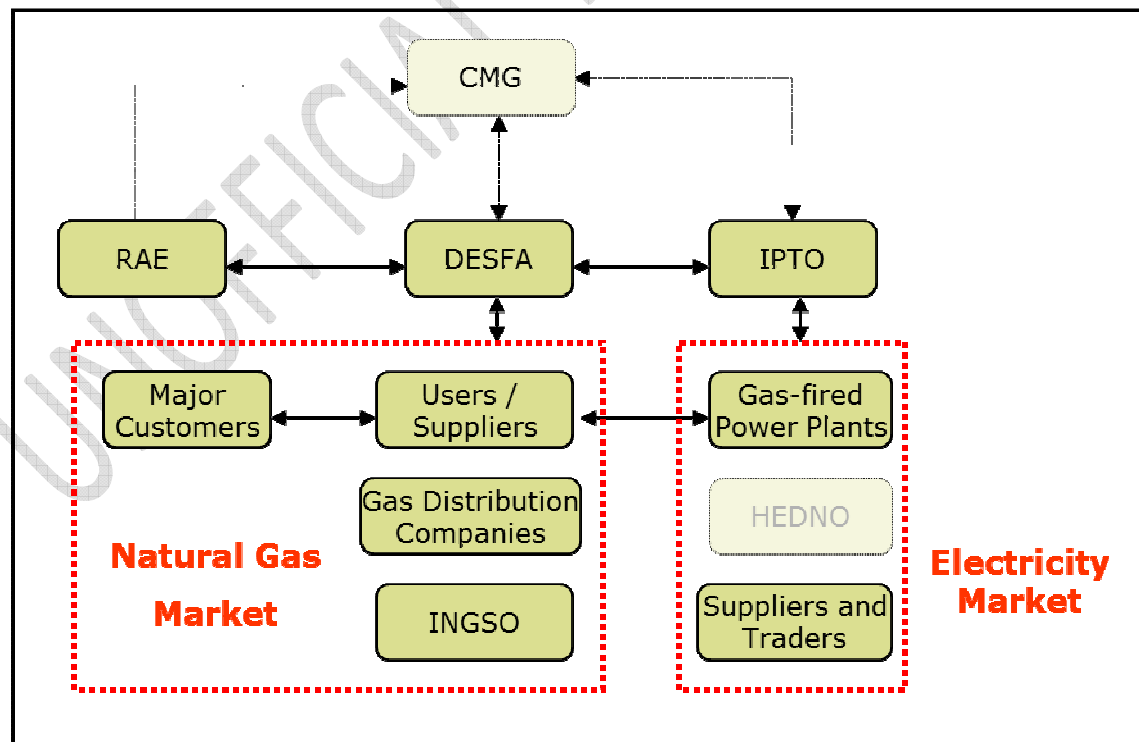 UNOFFICIAL
CMG
RAE
DESFA
IPTO
Major
Customers
Users /
Suppliers
Gas-fired
Power Plants
Gas Distribution
Companies
HEDNO
Natural Gas
Market
Electricity
Market
INGSO
Suppliers and
Traders